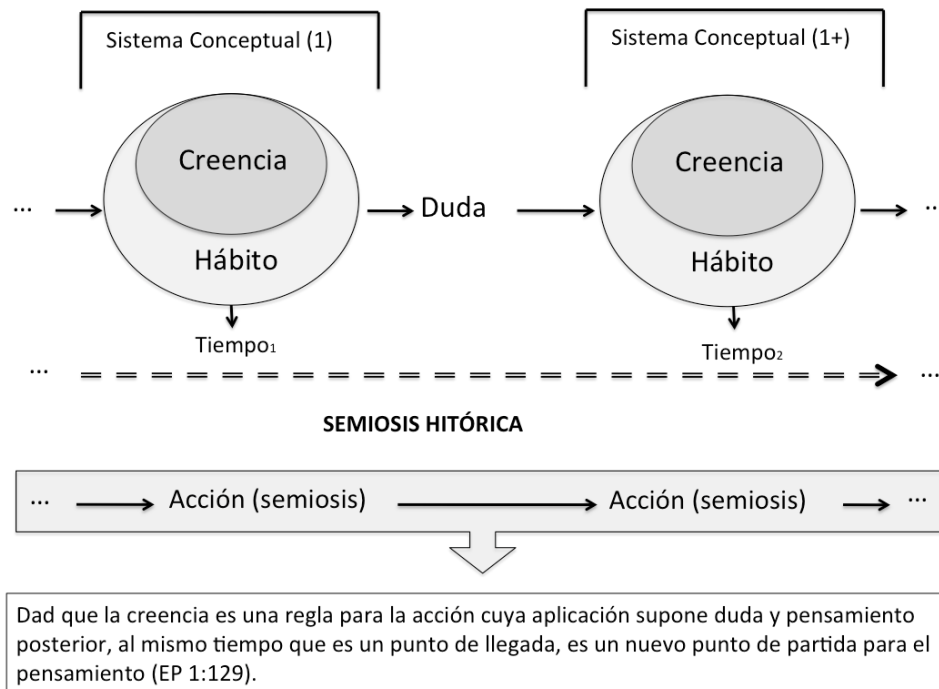 Sistema Conceptual (1)
Sistema Conceptual (1+)
Creencia
Creencia
... Duda ..
Hábito
Hábito
Tiempo1
Tiempo2
... ...
SEMIOSIS HITÓRICA
... Acción (semiosis) Acción (semiosis) ...
Dad que la creencia es una regla para la acción cuya aplicación supone duda y pensamiento
posterior, al mismo tiempo que es un punto de llegada, es un nuevo punto de partida para el
pensamiento (EP 1:129).